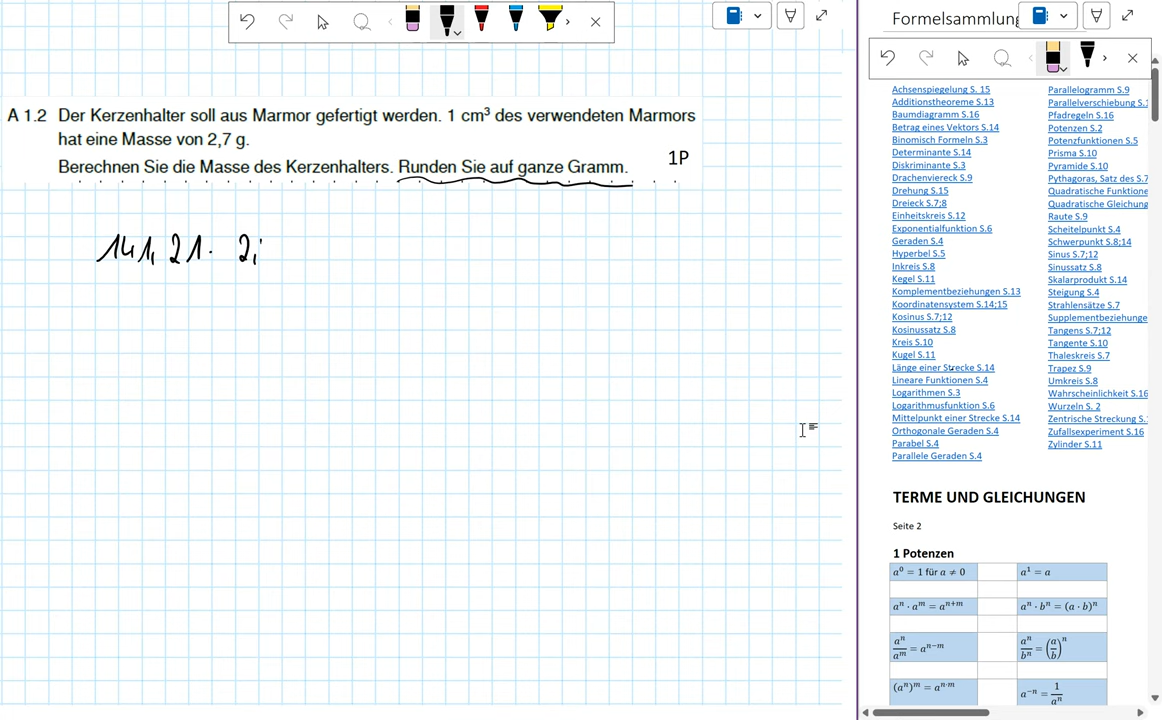 Formelsammlung
A 1.2 Der Kerzenhalter soll aus Marmor gefertigt werden. 1 cm³ des verwendeten Marmors
hat eine Masse von 2,7 g.
Berechnen Sie die Masse des Kerzenhalters. Runden Sie auf ganze Gramm. 1P
141,21 · 2,
Achsenspiegelung S. 15
Additionstheoreme S.13
Baumdiagramm S.16
Betrag eines Vektors S.14
Binomisch Formeln S.3
Determinante S.14
Diskriminante S.3
Drachenviereck S.9
Drehung S.15
Dreieck S.7;8
Einheitskreis S.12
Exponentialfunktion S.6
Geraden S.4
Hyperbel S.5
Inkreis S.8
Kegel S.11
Komplementbeziehungen S.13
Koordinatensystem S.14;15
Kosinus S.7;12
Kosinussatz S.8
Kreis S.10
Kugel S.11
Länge einer Strecke S.14
Lineare Funktionen S.4
Logarithmen S.3
Logarithmusfunktion S.6
Mittelpunkt einer Strecke S.14
Orthogonale Geraden S.4
Parabel S.4
Parallele Geraden S.4
Parallelogramm S.9
Parallelverschiebung S.
Pfadregeln S.16
Potenzen S.2
Potenzfunktionen S.5
Prisma S.10
Pyramide S.10
Pythagoras, Satz des S.7
Quadratische Funktione
Quadratische Gleichung
Raute S.9
Scheitelpunkt S.4
Schwerpunkt S.8;14
Sinus S.7;12
Sinussatz S.8
Skalarprodukt S.14
Steigung S.4
Strahlensätze S.7
Supplementbeziehunge
Tangens S.7;12
Tangente S.10
Thaleskreis S.7
Trapez S.9
Umkreis S.8
Wahrscheinlichkeit S.16
Wurzeln S. 2
Zentrische Streckung S.
Zufallsexperiment S.16
Zylinder S.11
TERME UND GLEICHUNGEN
Seite 2
1 Potenzen
a⁰ = 1 für a ≠ 0 a¹ = a
aⁿ · aᵐ = aⁿ⁺ᵐ aⁿ · bⁿ = (a · b)ⁿ
aⁿ/aᵐ = aⁿ⁻ᵐ aⁿ/bⁿ = (a/b)ⁿ
(aⁿ)ᵐ = aⁿ·ᵐ a⁻ⁿ = 1/aⁿ